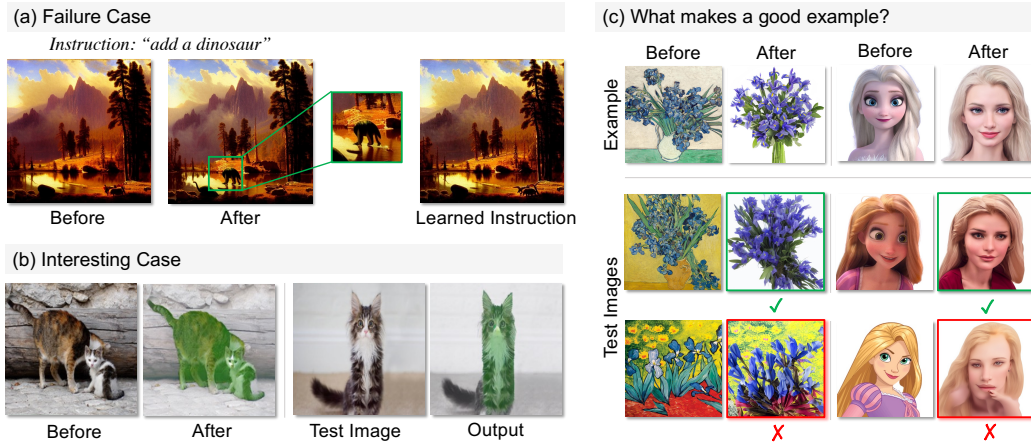 (a) Failure Case
Instruction: “add a dinosaur”
Before
After
Learned Instruction
(b) Interesting Case
Before
After
Test Image
Output
(c) What makes a good example?
Before
After
Before
After
Example
Test Images
✓
✓
✗
✗